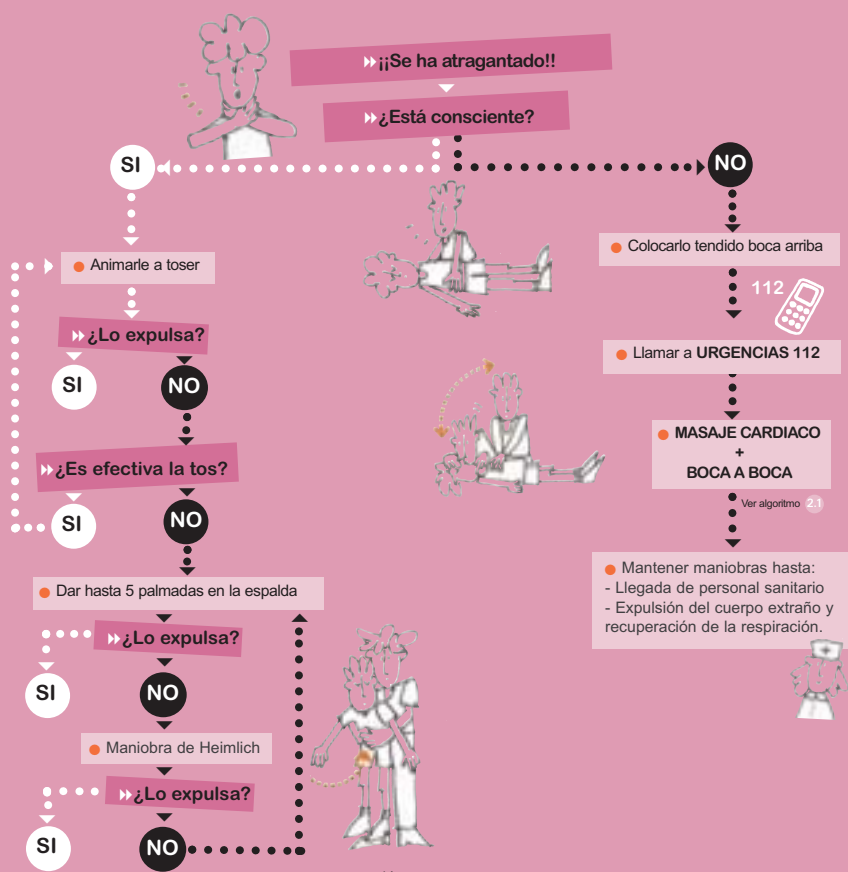 ¡¡Se ha atragantado!!
¿Está consciente?
SI
NO
Animarle a toser
¿Lo expulsa?
SI
NO
¿Es efectiva la tos?
SI
NO
Dar hasta 5 palmadas en la espalda
¿Lo expulsa?
SI
NO
Maniobra de Heimlich
¿Lo expulsa?
SI
NO
Colocarlo tendido boca arriba
112
Llamar a URGENCIAS 112
MASAJE CARDIACO
+
BOCA A BOCA
Ver algoritmo 2.1
Mantener maniobras hasta:
- Llegada de personal sanitario
- Expulsión del cuerpo extraño y
recuperación de la respiración.